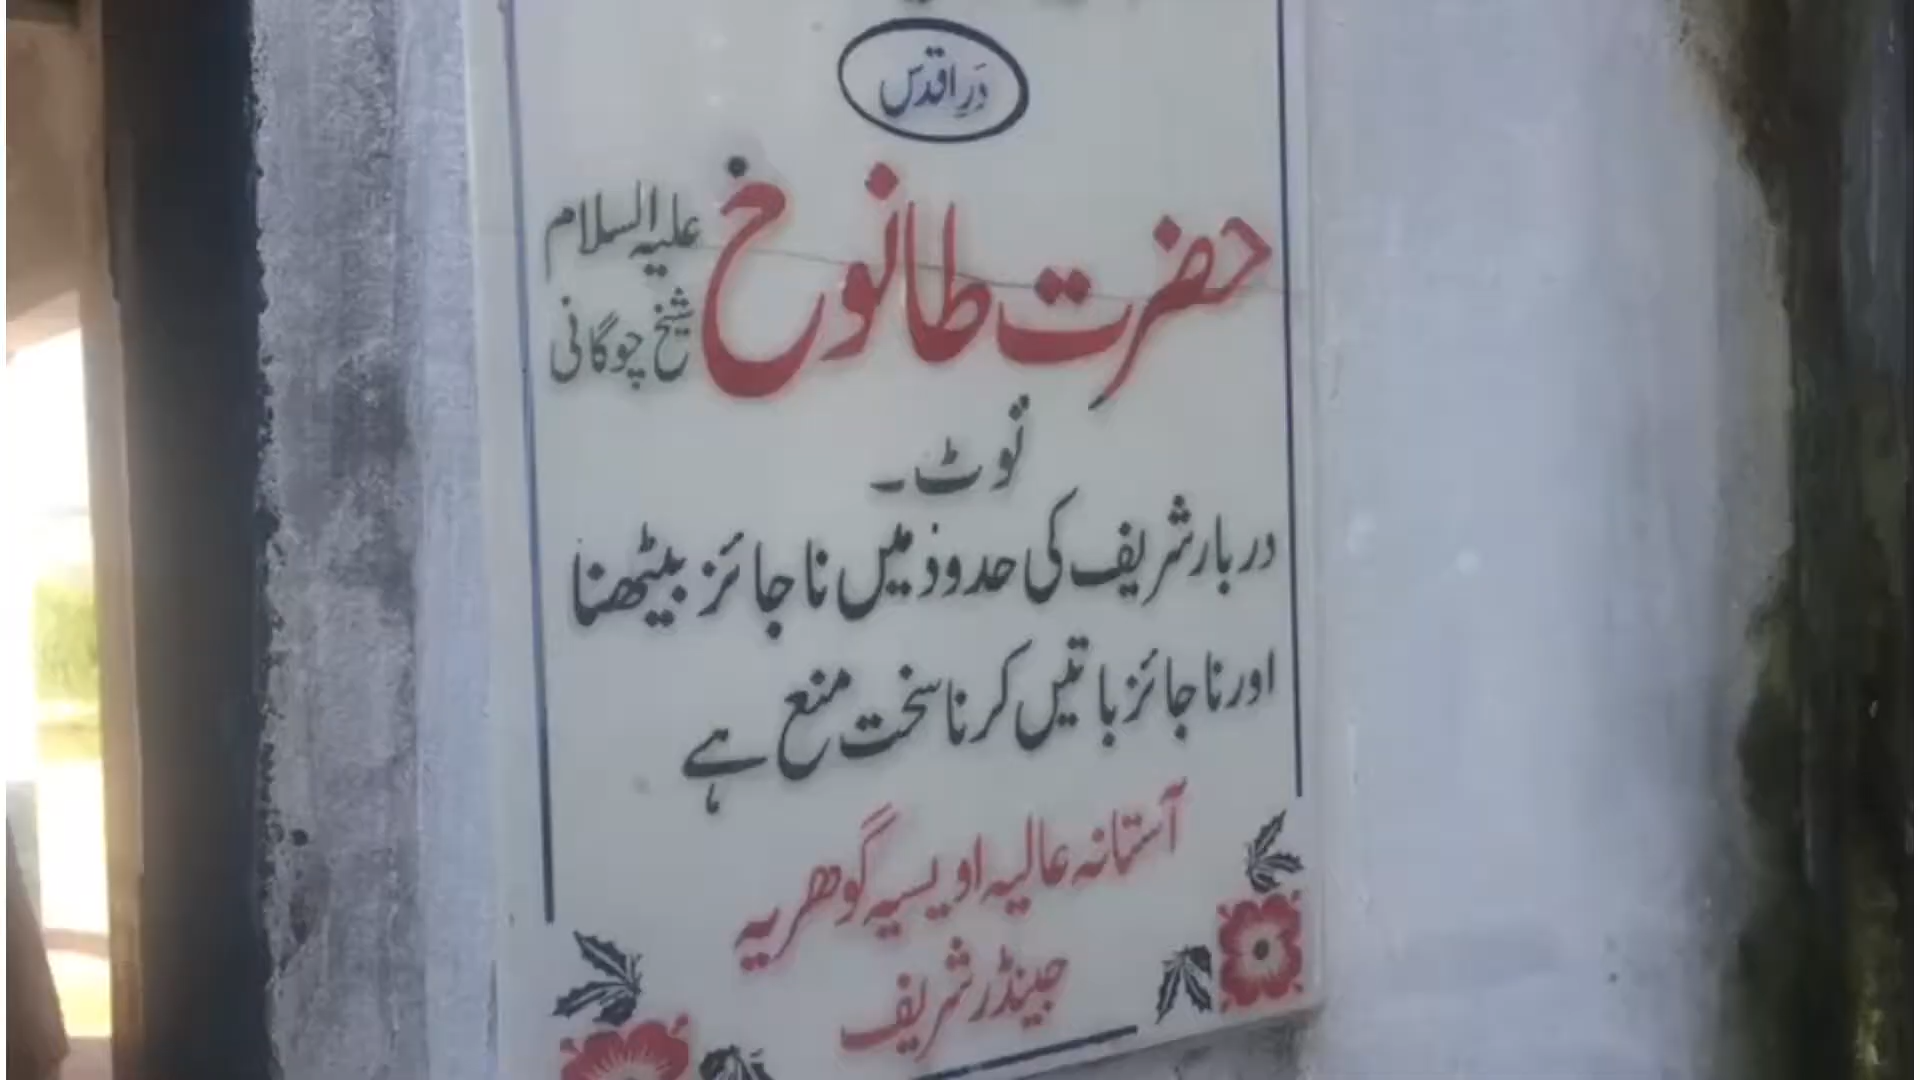 درِ اقدس
حضرت طانوخ علیہ السلام
شیخ چوگانی
نوٹ۔
دربار شریف کی حدود میں ناجائز بیٹھنا
اور ناجائز باتیں کرنا سخت منع ہے
آستانہ عالیہ اویسیہ گوھریہ
جینڈر شریف